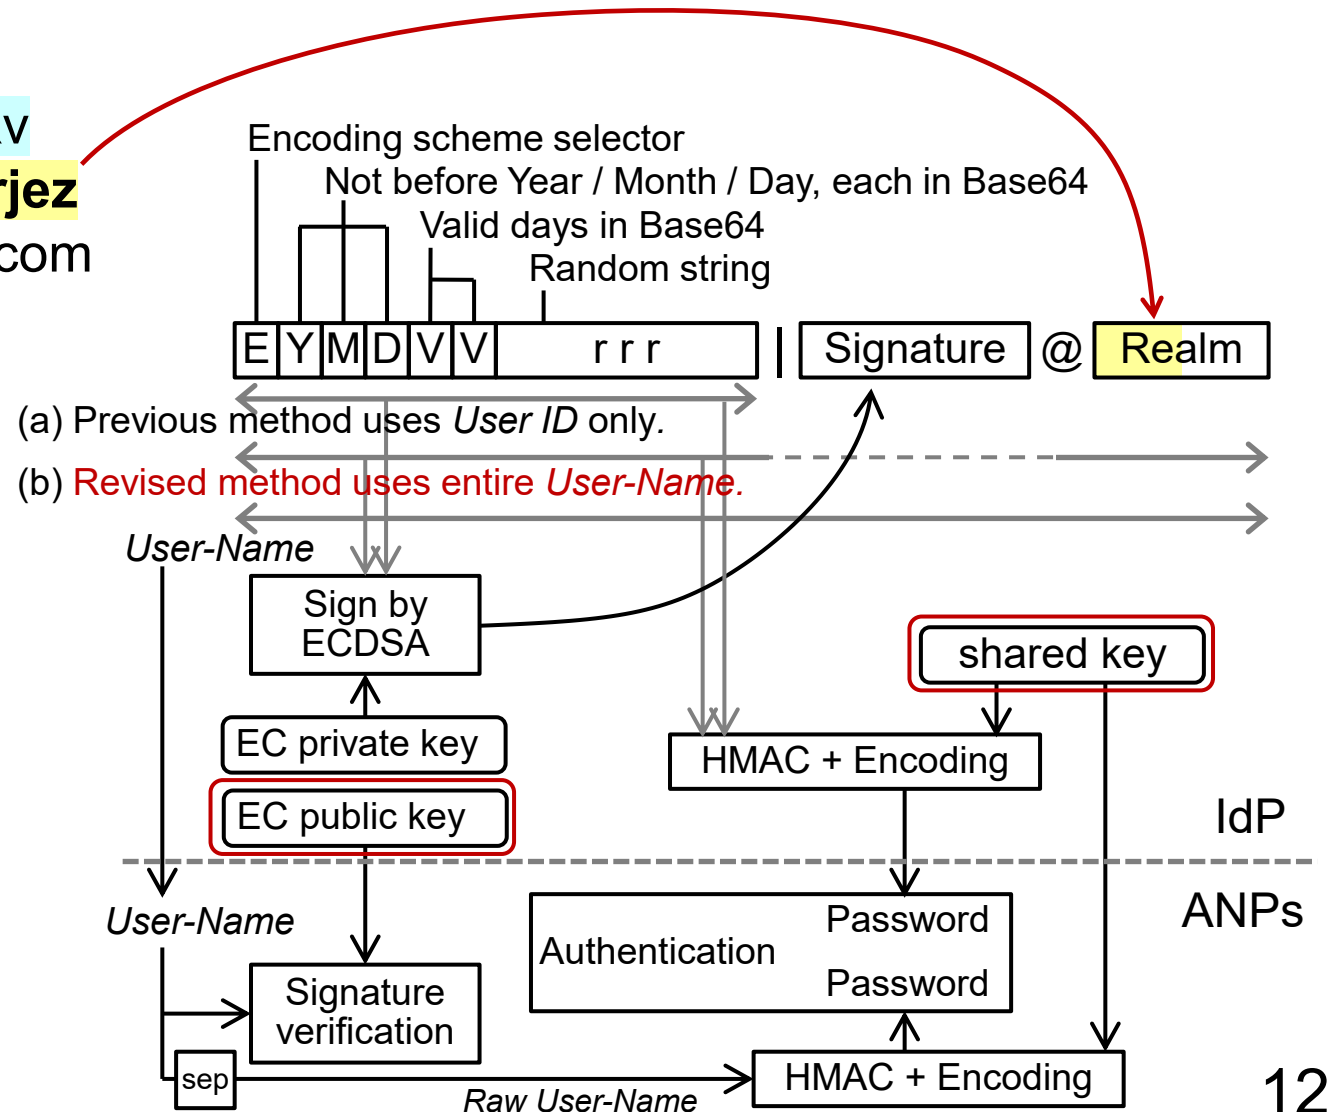 v
rjez
com
Encoding scheme selector
Not before Year / Month / Day, each in Base64
Valid days in Base64
Random string
E Y M D V V r r r | Signature @ Realm
(a) Previous method uses User ID only.
(b) Revised method uses entire User-Name.
User-Name
Sign by
ECDSA
shared key
EC private key
HMAC + Encoding
EC public key
IdP
ANPs
User-Name
Password
Authentication
Password
Signature
verification
sep
Raw User-Name
HMAC + Encoding
12